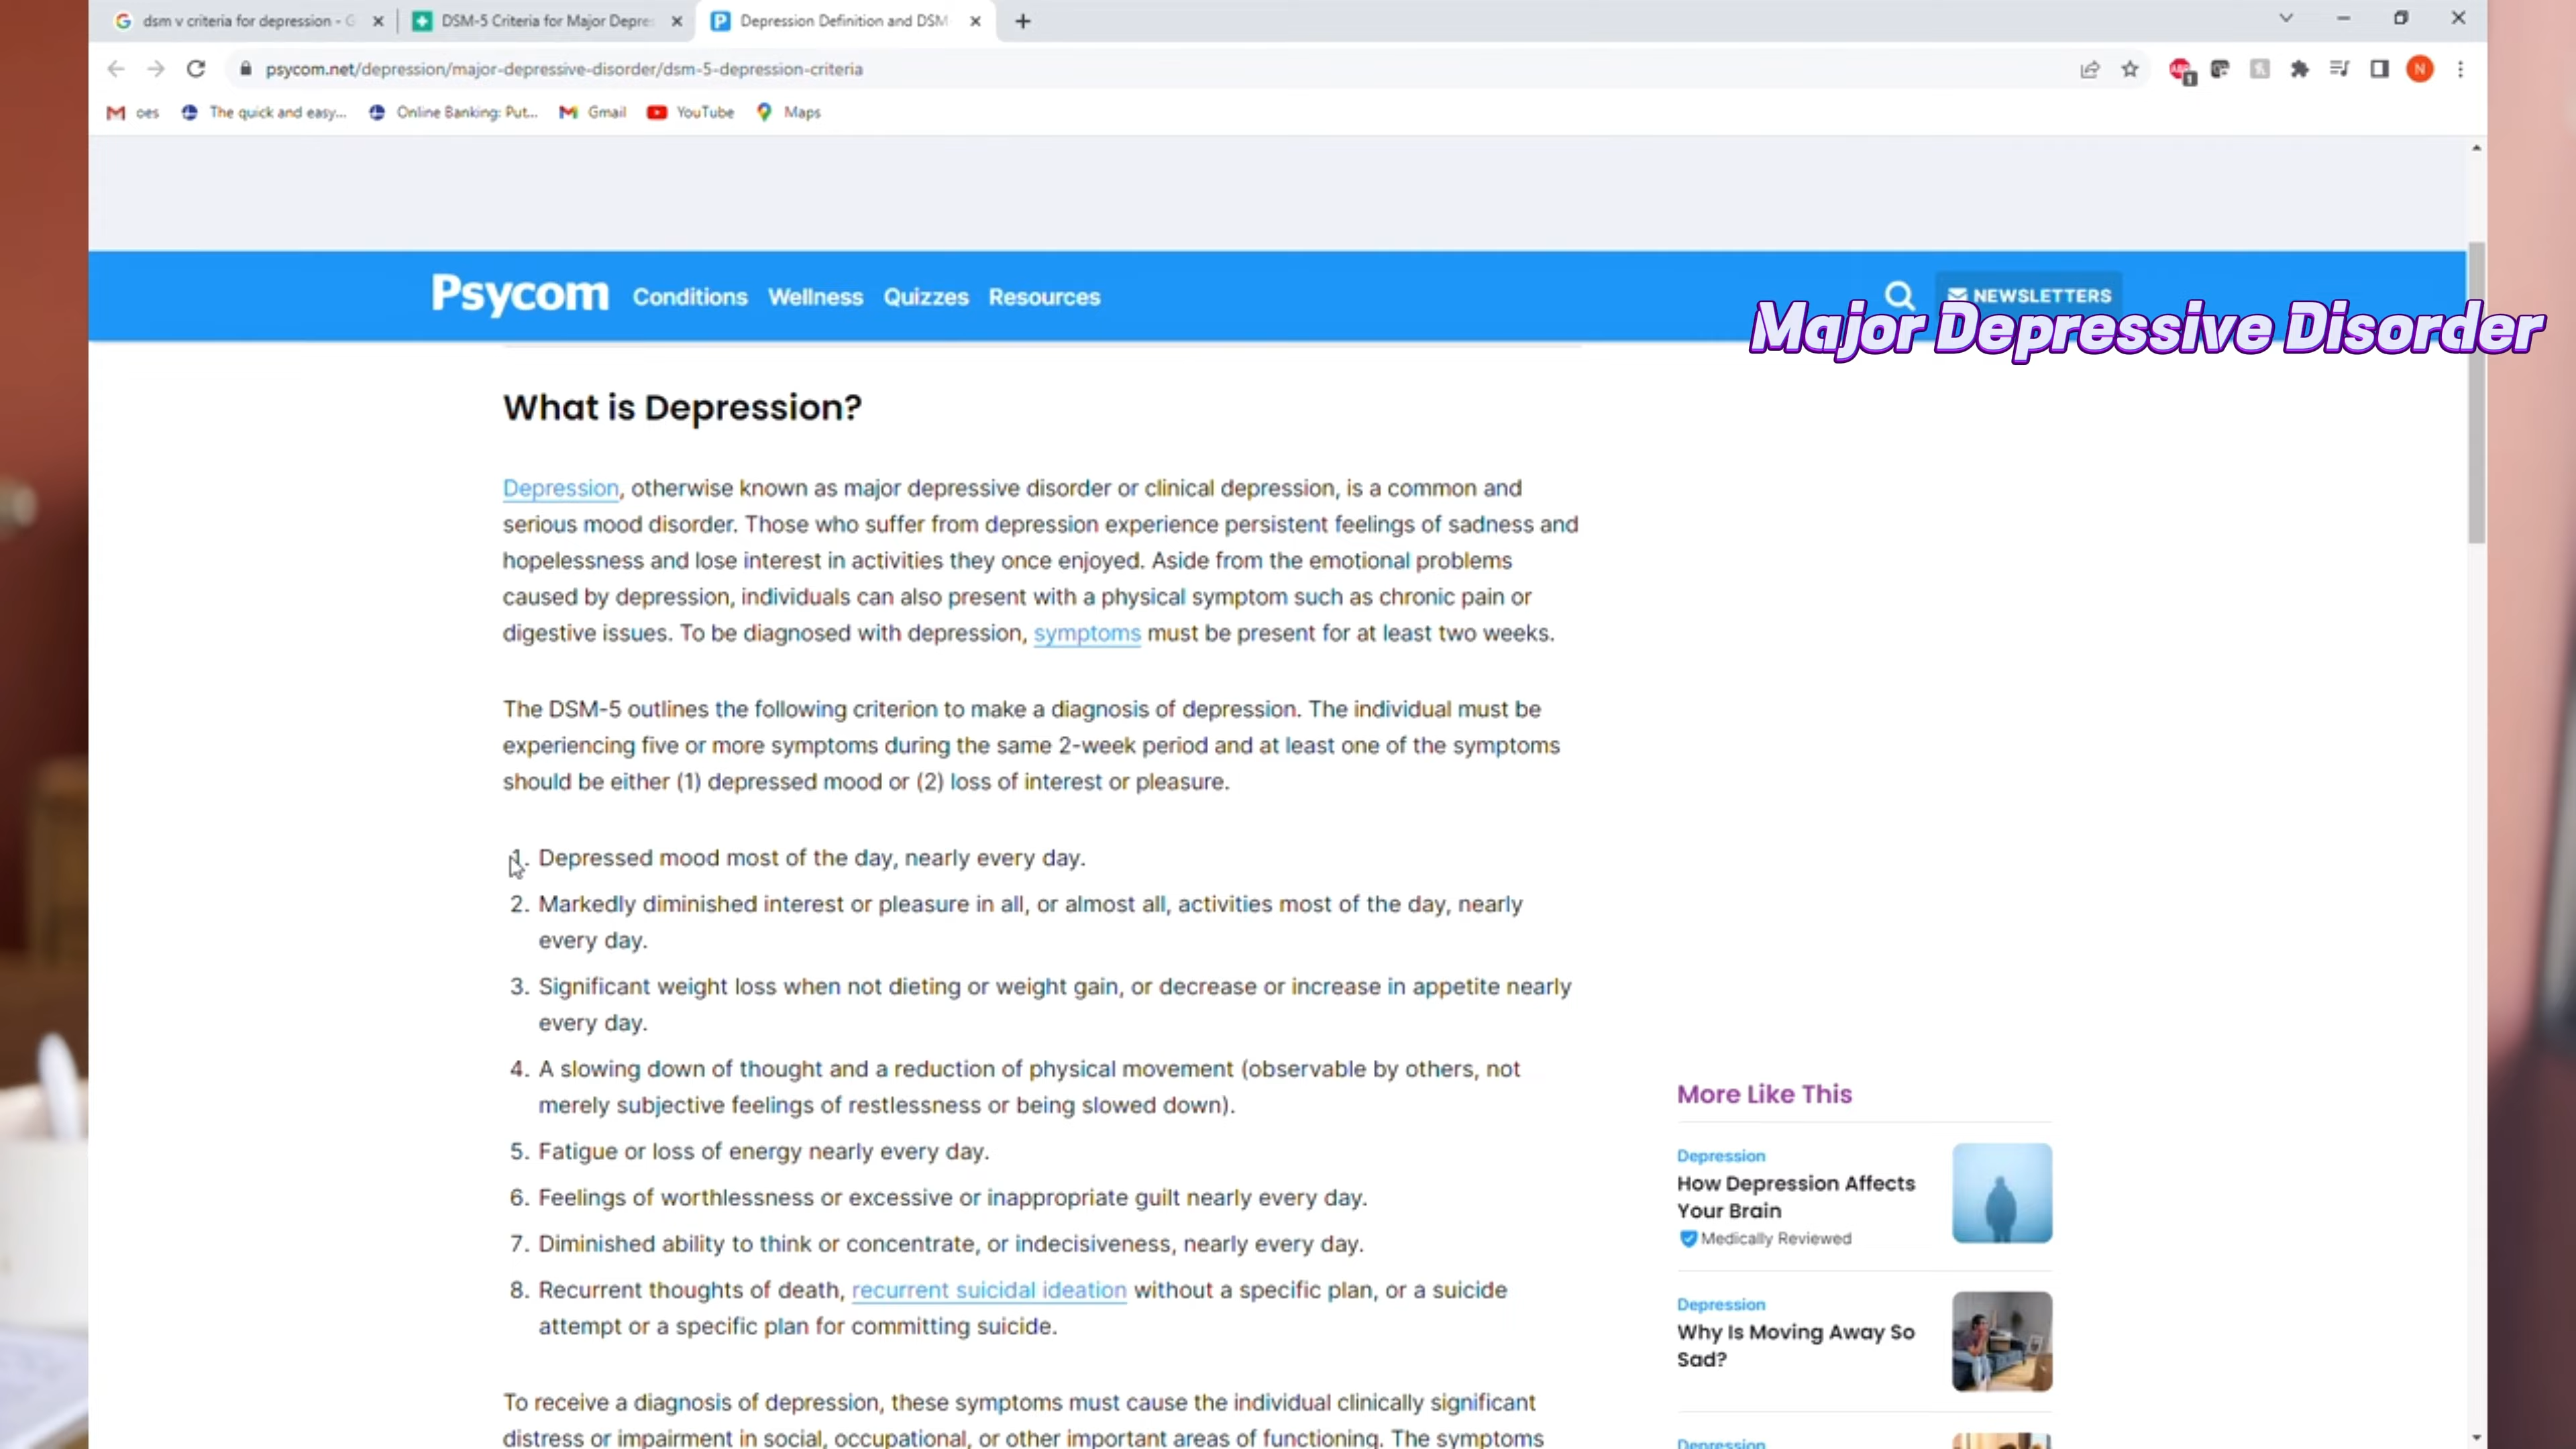 dsm v criteria for depression - G
DSM-5 Criteria for Major Depre
Depression Definition and DSM
psycom.net/depression/major-depressive-disorder/dsm-5-depression-criteria
oes The quick and easy... Online Banking: Put... Gmail YouTube Maps
Psycom Conditions Wellness Quizzes Resources NEWSLETTERS
Major Depressive Disorder
What is Depression?
Depression, otherwise known as major depressive disorder or clinical depression, is a common and
serious mood disorder. Those who suffer from depression experience persistent feelings of sadness and
hopelessness and lose interest in activities they once enjoyed. Aside from the emotional problems
caused by depression, individuals can also present with a physical symptom such as chronic pain or
digestive issues. To be diagnosed with depression, symptoms must be present for at least two weeks.
The DSM-5 outlines the following criterion to make a diagnosis of depression. The individual must be
experiencing five or more symptoms during the same 2-week period and at least one of the symptoms
should be either (1) depressed mood or (2) loss of interest or pleasure.
1. Depressed mood most of the day, nearly every day.
2. Markedly diminished interest or pleasure in all, or almost all, activities most of the day, nearly
every day.
3. Significant weight loss when not dieting or weight gain, or decrease or increase in appetite nearly
every day.
4. A slowing down of thought and a reduction of physical movement (observable by others, not
merely subjective feelings of restlessness or being slowed down).
5. Fatigue or loss of energy nearly every day.
6. Feelings of worthlessness or excessive or inappropriate guilt nearly every day.
7. Diminished ability to think or concentrate, or indecisiveness, nearly every day.
8. Recurrent thoughts of death, recurrent suicidal ideation without a specific plan, or a suicide
attempt or a specific plan for committing suicide.
To receive a diagnosis of depression, these symptoms must cause the individual clinically significant
distress or impairment in social, occupational, or other important areas of functioning. The symptoms
More Like This
Depression
How Depression Affects
Your Brain
Medically Reviewed
Depression
Why Is Moving Away So
Sad?
Depression